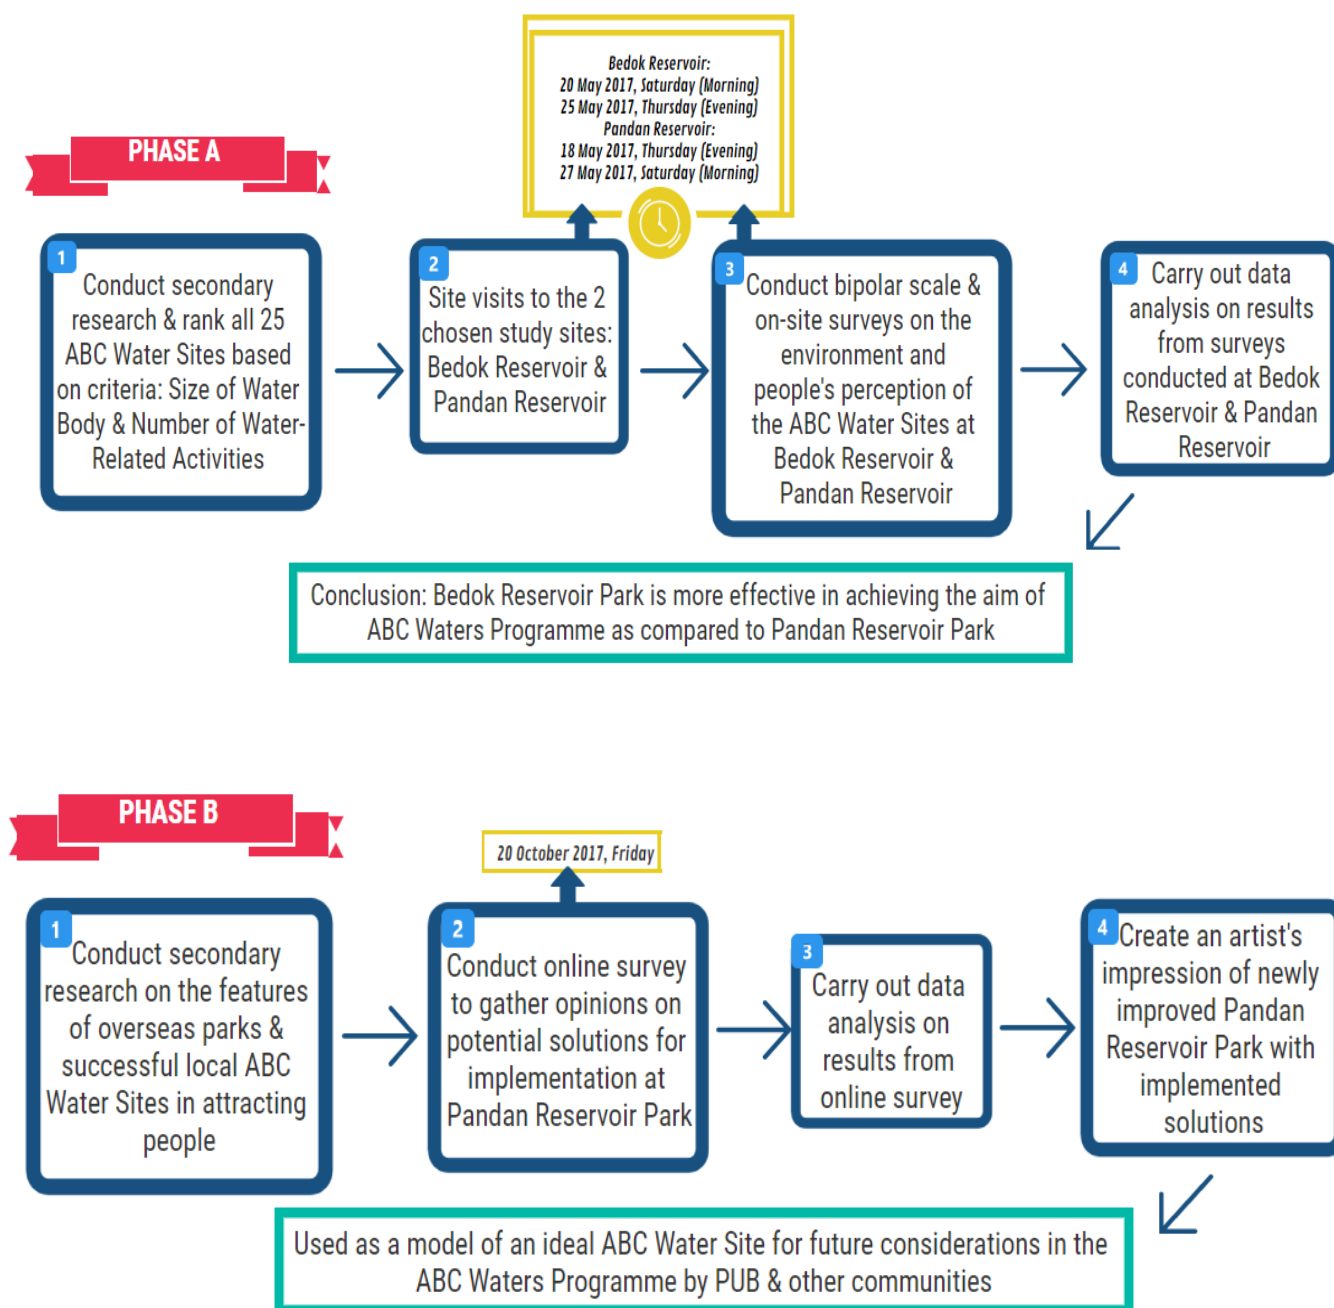 Bedok Reservoir:
20 May 2017, Saturday (Morning)
25 May 2017, Thursday (Evening)
Pandan Reservoir:
18 May 2017, Thursday (Evening)
27 May 2017, Saturday (Morning)
PHASE A
1
Conduct secondary
research & rank all 25
ABC Water Sites based
on criteria: Size of Water
Body & Number of Water-
Related Activities
2
Site visits to the 2
chosen study sites:
Bedok Reservoir &
Pandan Reservoir
3
Conduct bipolar scale &
on-site surveys on the
environment and
people's perception of
the ABC Water Sites at
Bedok Reservoir &
Pandan Reservoir
4
Carry out data
analysis on results
from surveys
conducted at Bedok
Reservoir & Pandan
Reservoir
Conclusion: Bedok Reservoir Park is more effective in achieving the aim of
ABC Waters Programme as compared to Pandan Reservoir Park
PHASE B
20 October 2017, Friday
1
Conduct secondary
research on the features
of overseas parks &
successful local ABC
Water Sites in attracting
people
2
Conduct online survey
to gather opinions on
potential solutions for
implementation at
Pandan Reservoir Park
3
Carry out data
analysis on
results from
online survey
4
Create an artist's
impression of newly
improved Pandan
Reservoir Park with
implemented
solutions
Used as a model of an ideal ABC Water Site for future considerations in the
ABC Waters Programme by PUB & other communities